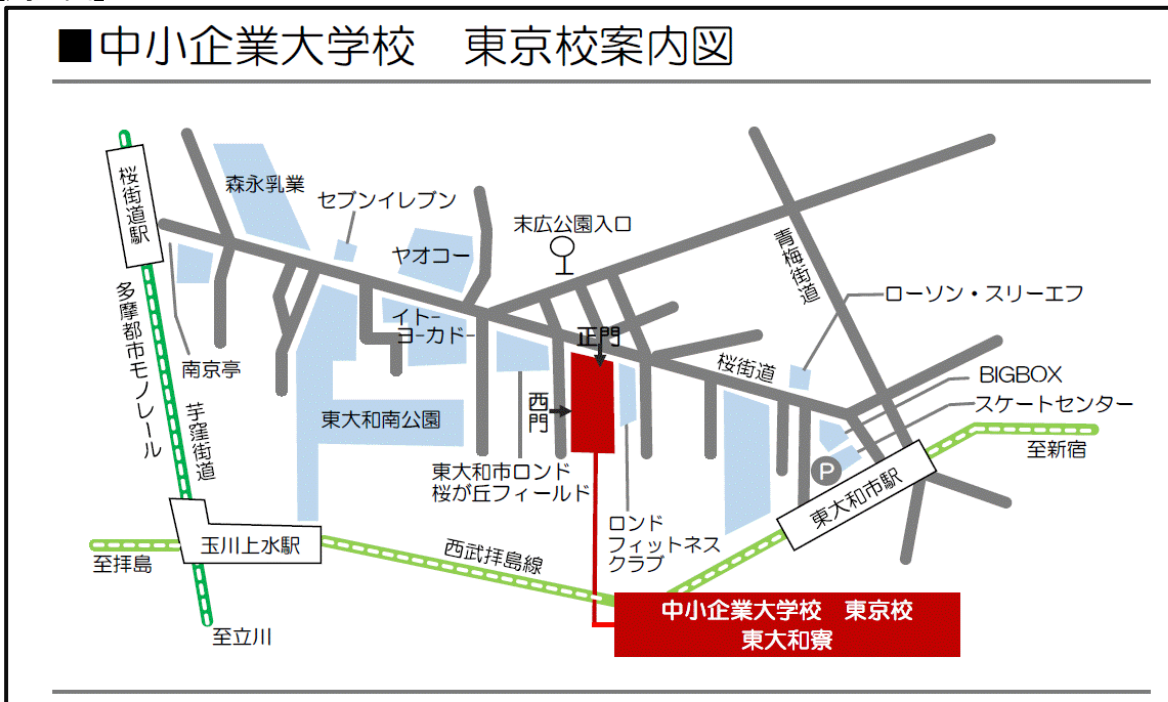 ■中小企業大学校　東京校案内図
桜街道駅
森永乳業
セブンイレブン
ヤオコー
末広公園入口
青梅街道
ローソン・スリーエフ
イトー
ヨーカドー
正門
桜街道
BIGBOX
スケートセンター
至新宿
南京亭
多摩都市モノレール
芋窪街道
東大和南公園
西門
東大和市ロンド
桜が丘フィールド
P
東大和市駅
ロンド
フィットネス
クラブ
玉川上水駅
至拝島
西武拝島線
至立川
中小企業大学校　東京校
東大和寮